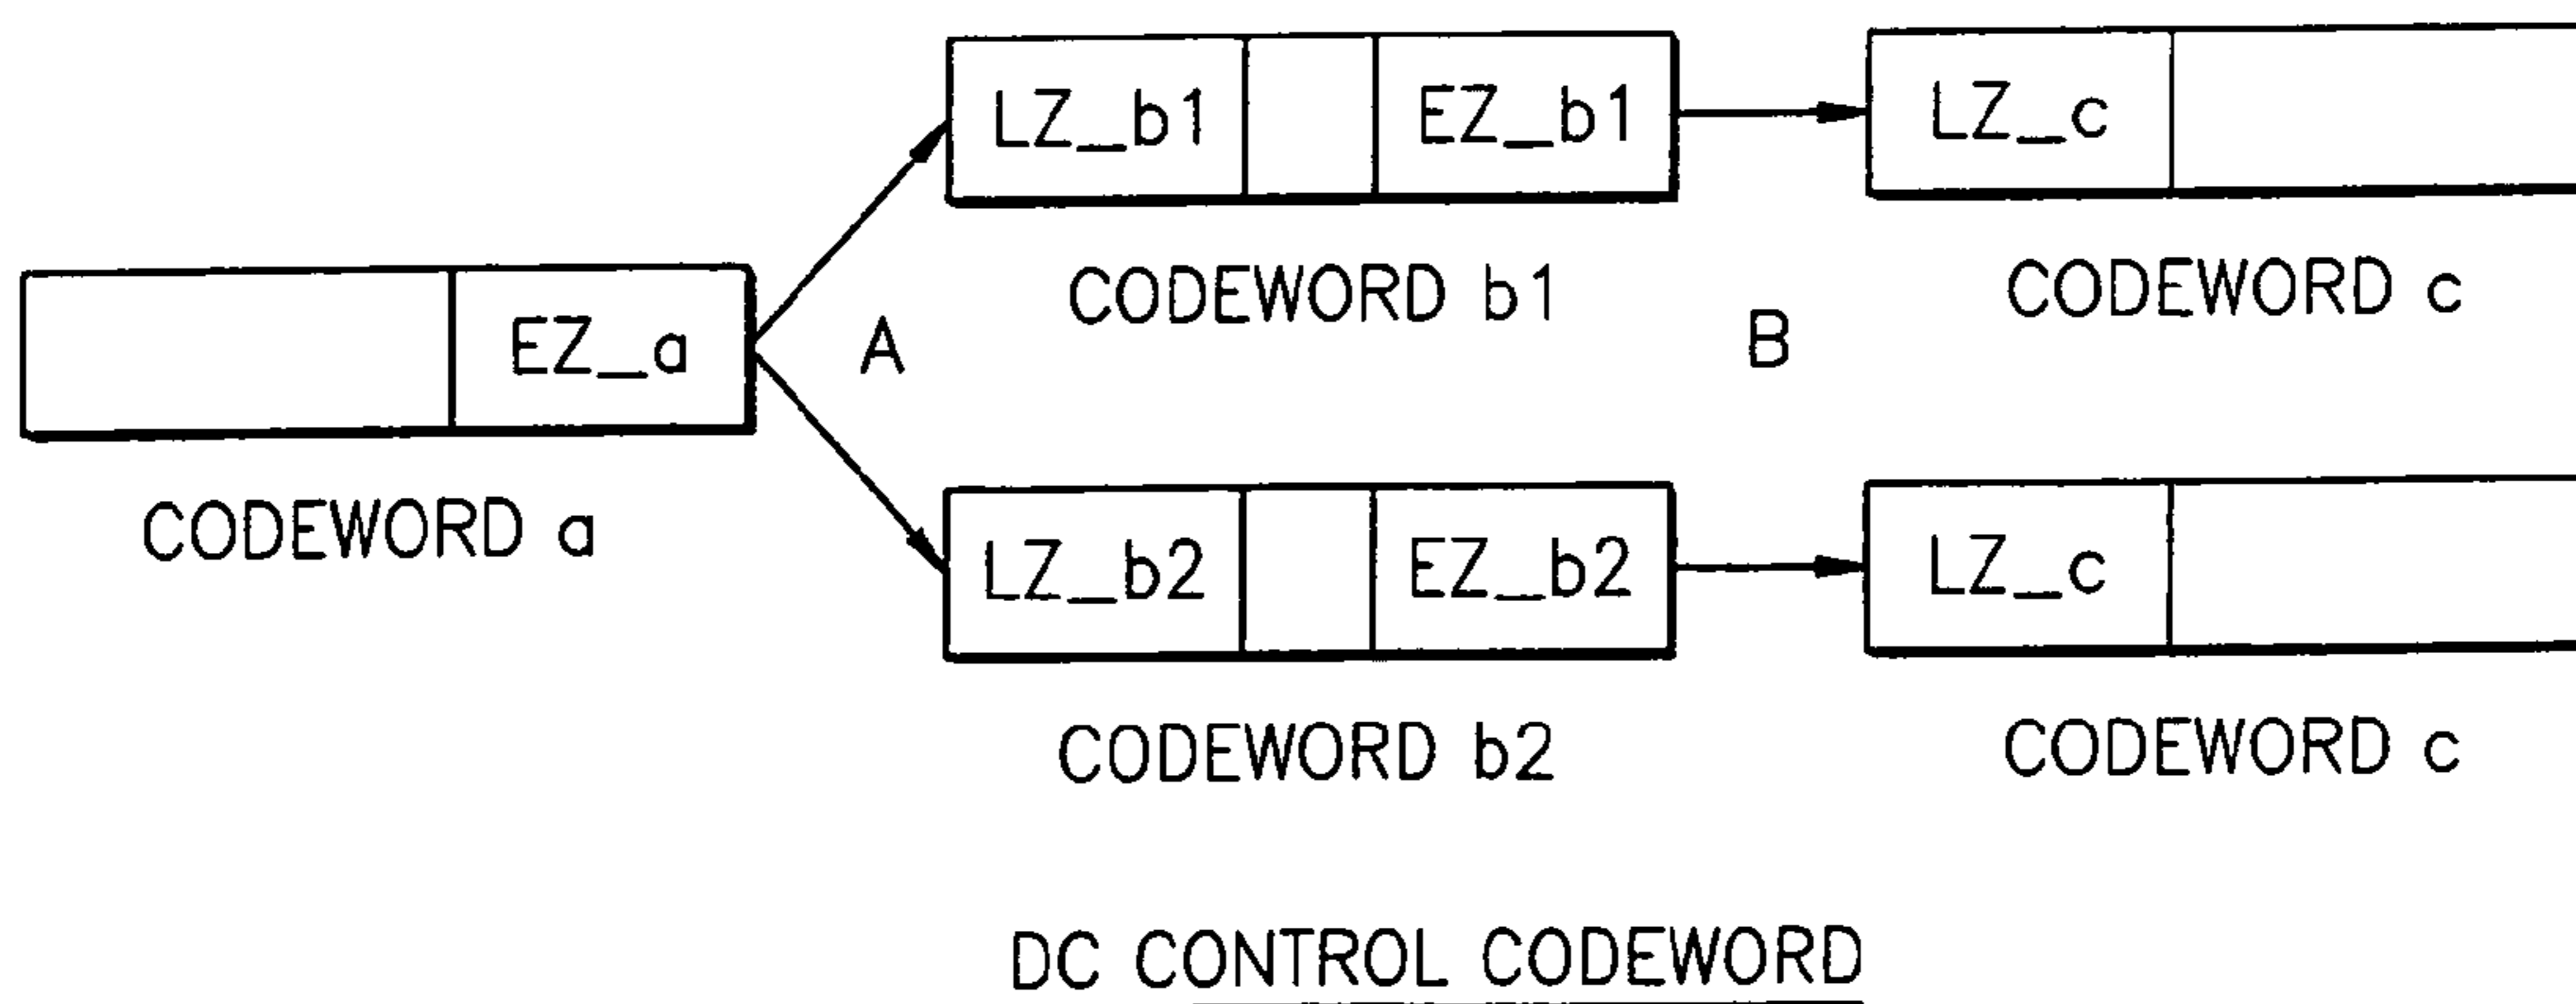 LZ_b1 EZ_b1 LZ_c
CODEWORD b1 CODEWORD c
EZ_a A B
CODEWORD a
LZ_b2 EZ_b2 LZ_c
CODEWORD b2 CODEWORD c
DC CONTROL CODEWORD